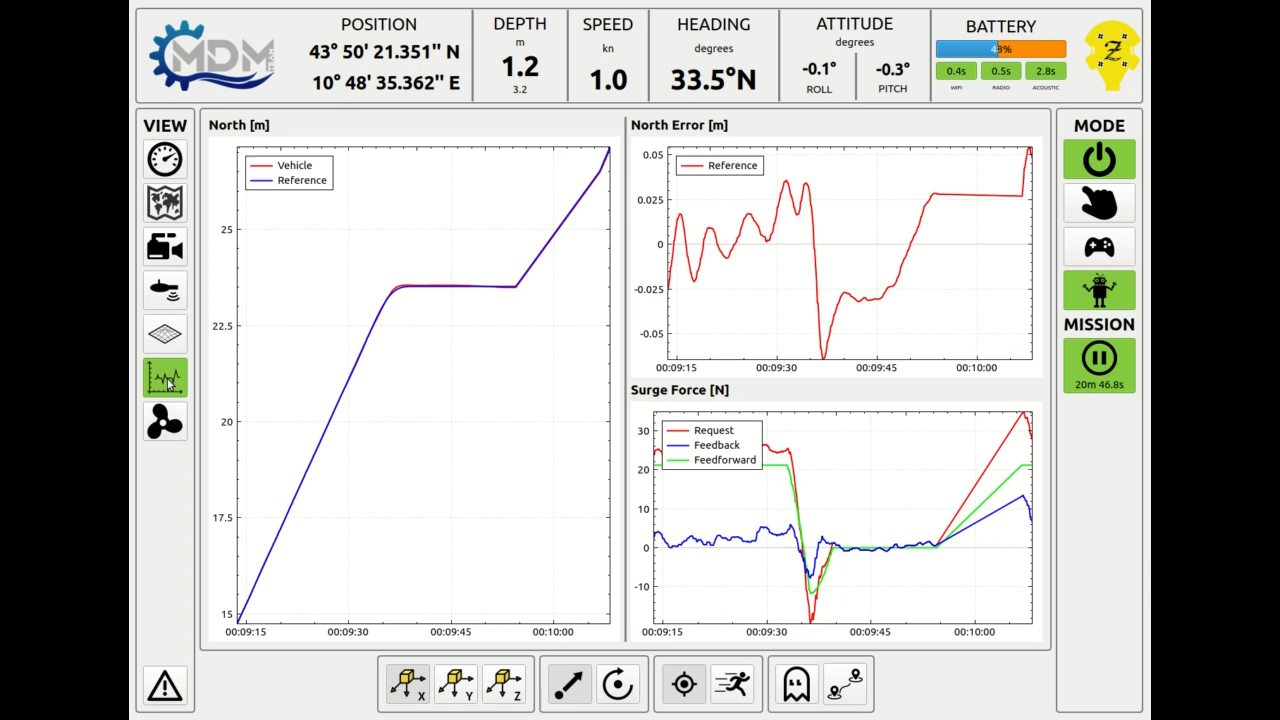 MDM
TEAM
POSITION
43° 50' 21.351'' N
10° 48' 35.362'' E
DEPTH
m
1.2
3.2
SPEED
kn
1.0
HEADING
degrees
33.5°N
ATTITUDE
degrees
-0.1°
ROLL
-0.3°
PITCH
BATTERY
48%
0.4s
0.5s
2.8s
WIFI
RADIO
ACOUSTIC
Z
VIEW
North [m]
Vehicle
Reference
25
22.5
20
17.5
15
00:09:15
00:09:30
00:09:45
00:10:00
North Error [m]
Reference
0.05
0.025
0
-0.025
-0.05
00:09:15
00:09:30
00:09:45
00:10:00
Surge Force [N]
Request
Feedback
Feedforward
30
20
10
0
-10
00:09:15
00:09:30
00:09:45
00:10:00
MODE
MISSION
20m 46.8s
X
Y
Z